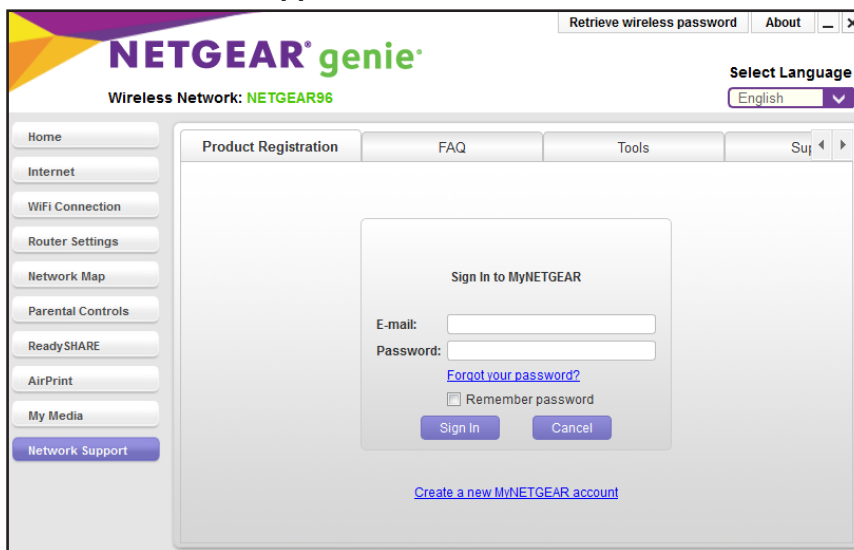 Retrieve wireless password About
NETGEAR® genie®
Select Language
Wireless Network: NETGEAR96
English
Home
Internet
WiFi Connection
Router Settings
Network Map
Parental Controls
ReadySHARE
AirPrint
My Media
Network Support
Product Registration FAQ Tools
Sign In to MyNETGEAR
E-mail:
Password:
Forgot your password?
Remember password
Sign In Cancel
Create a new MyNETGEAR account